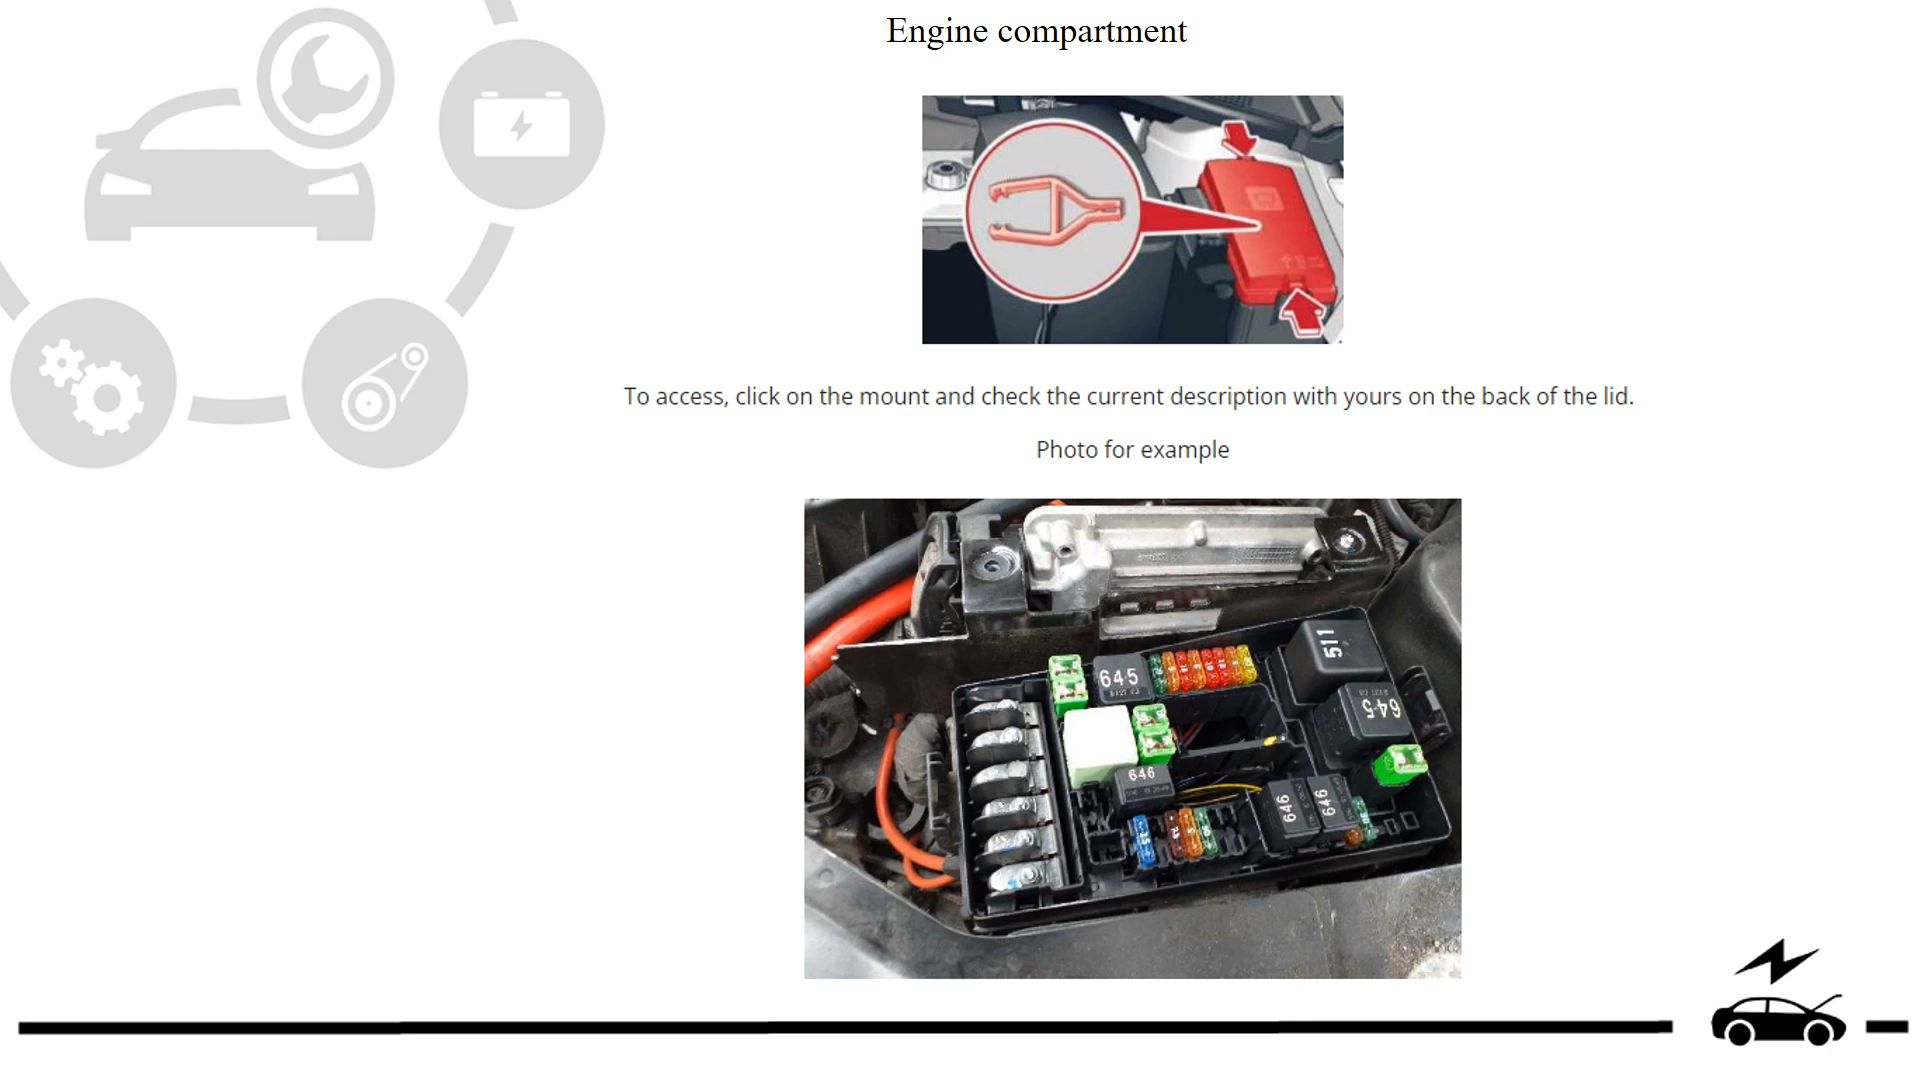 Engine compartment
To access, click on the mount and check the current description with yours on the back of the lid.
Photo for example
511
645
645
646
646
646